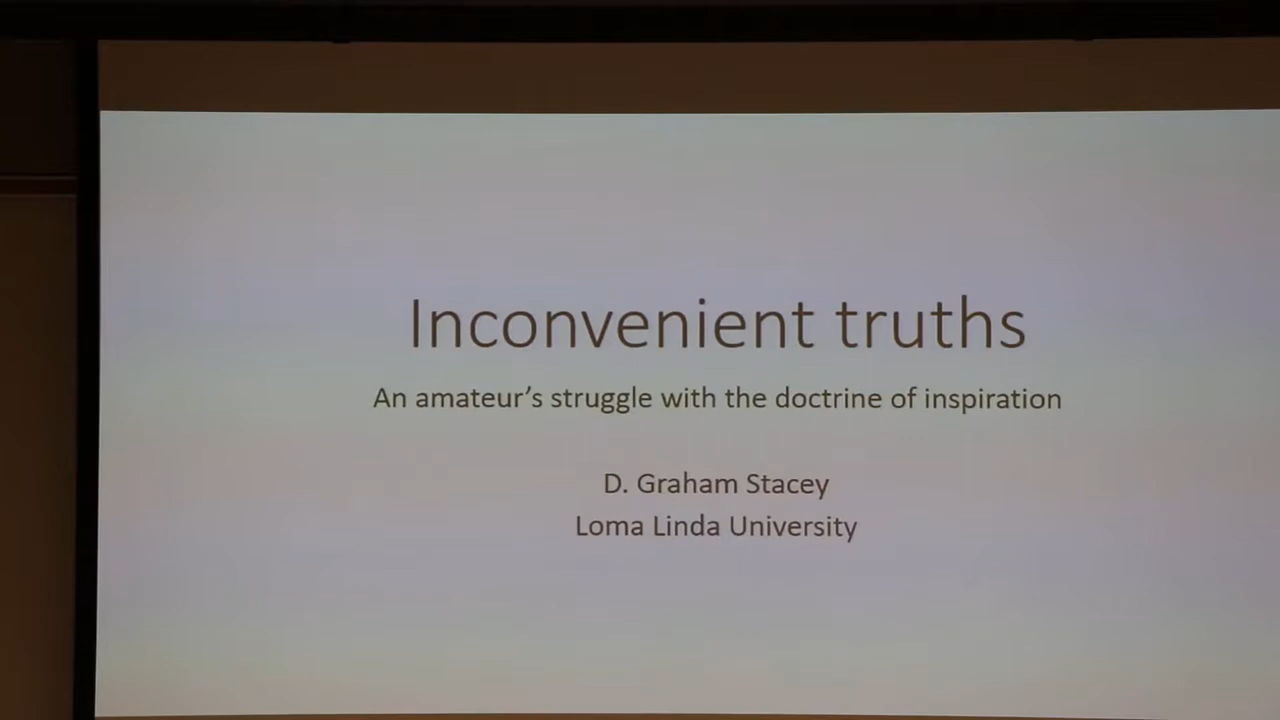 Inconvenient truths
An amateur’s struggle with the doctrine of inspiration
D. Graham Stacey
Loma Linda University